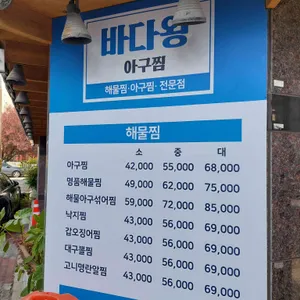 바다왕
아구찜
해물찜·아구찜·전문점
해물찜
소 중 대
아구찜 42,000 55,000 68,000
명품해물찜 49,000 62,000 75,000
해물아구섞어찜 59,000 72,000 85,000
낙지찜 43,000 56,000 69,000
갑오징어찜 43,000 56,000 69,000
대구뽈찜 43,000 56,000 69,000
고니명란알찜 43,000 56,000 69,000